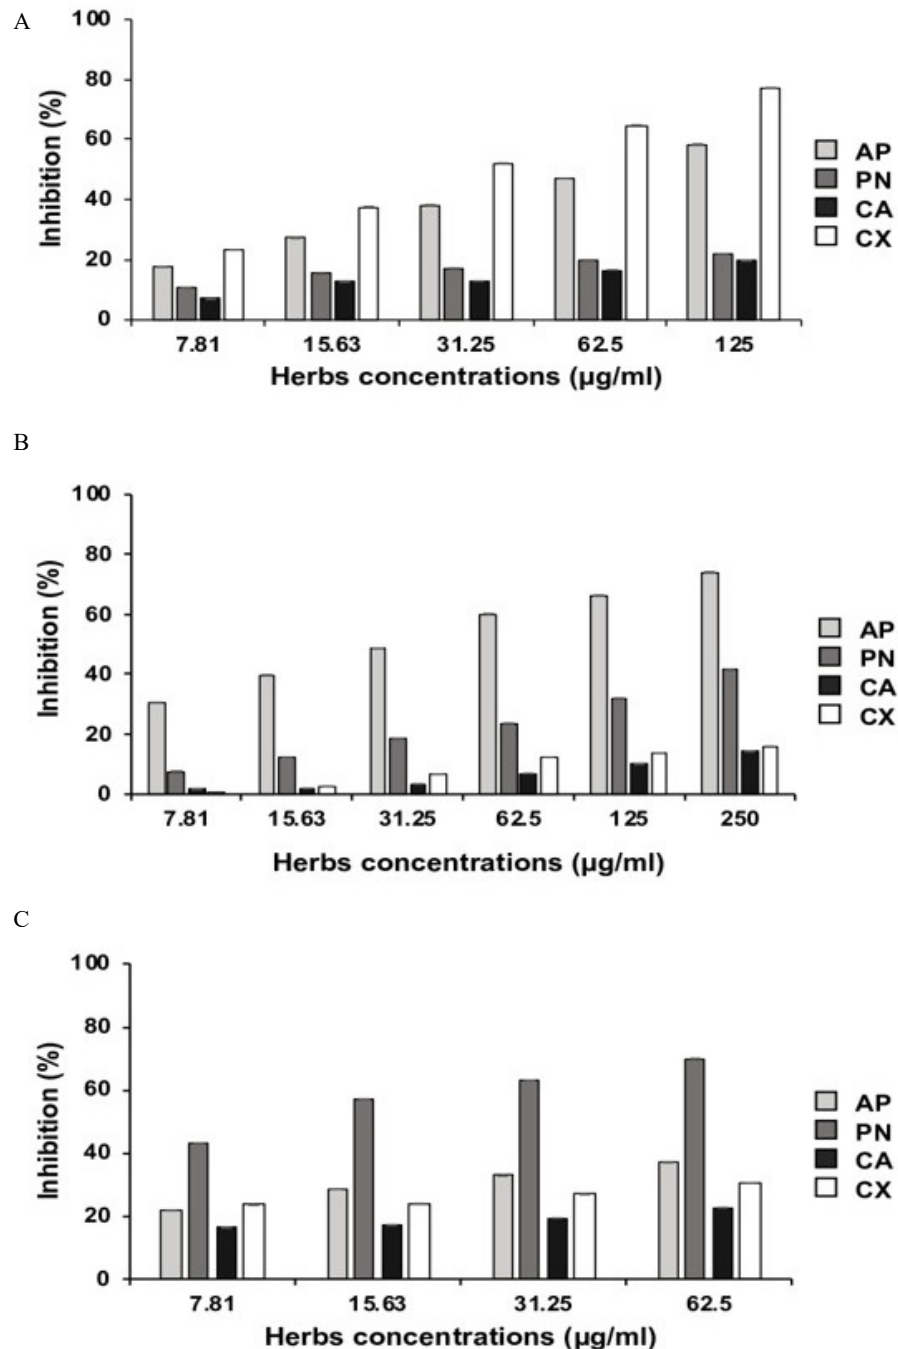 A
100
80
60
40
20
0
Inhibition (%)
7.81 15.63 31.25 62.5 125
Herbs concentrations (µg/ml)
AP
PN
CA
CX
B
100
80
60
40
20
0
Inhibition (%)
7.81 15.63 31.25 62.5 125 250
Herbs concentrations (µg/ml)
AP
PN
CA
CX
C
100
80
60
40
20
0
Inhibition (%)
7.81 15.63 31.25 62.5
Herbs concentrations (µg/ml)
AP
PN
CA
CX